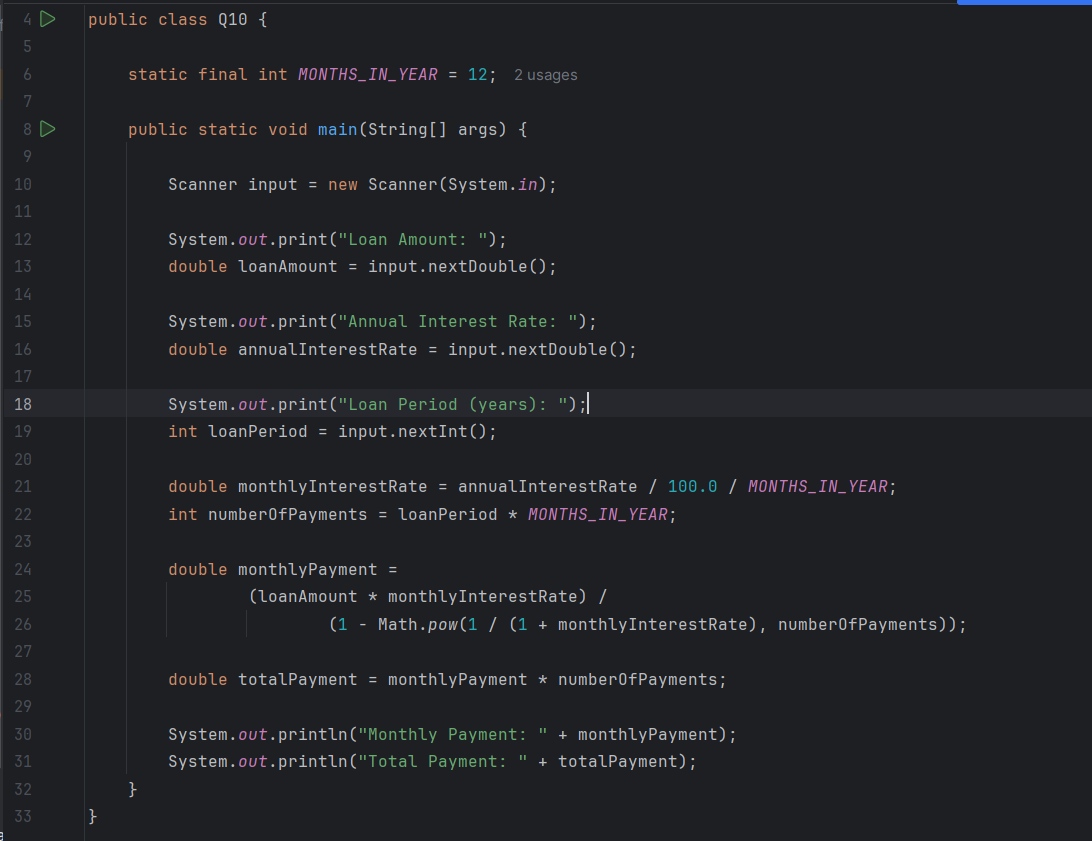 4 public class Q10 {
5
6     static final int MONTHS_IN_YEAR = 12;  2 usages
7
8     public static void main(String[] args) {
9
10         Scanner input = new Scanner(System.in);
11
12         System.out.print("Loan Amount: ");
13         double loanAmount = input.nextDouble();
14
15         System.out.print("Annual Interest Rate: ");
16         double annualInterestRate = input.nextDouble();
17
18         System.out.print("Loan Period (years): ");
19         int loanPeriod = input.nextInt();
20
21         double monthlyInterestRate = annualInterestRate / 100.0 / MONTHS_IN_YEAR;
22         int numberOfPayments = loanPeriod * MONTHS_IN_YEAR;
23
24         double monthlyPayment =
25                 (loanAmount * monthlyInterestRate) /
26                         (1 - Math.pow(1 / (1 + monthlyInterestRate), numberOfPayments));
27
28         double totalPayment = monthlyPayment * numberOfPayments;
29
30         System.out.println("Monthly Payment: " + monthlyPayment);
31         System.out.println("Total Payment: " + totalPayment);
32     }
33 }